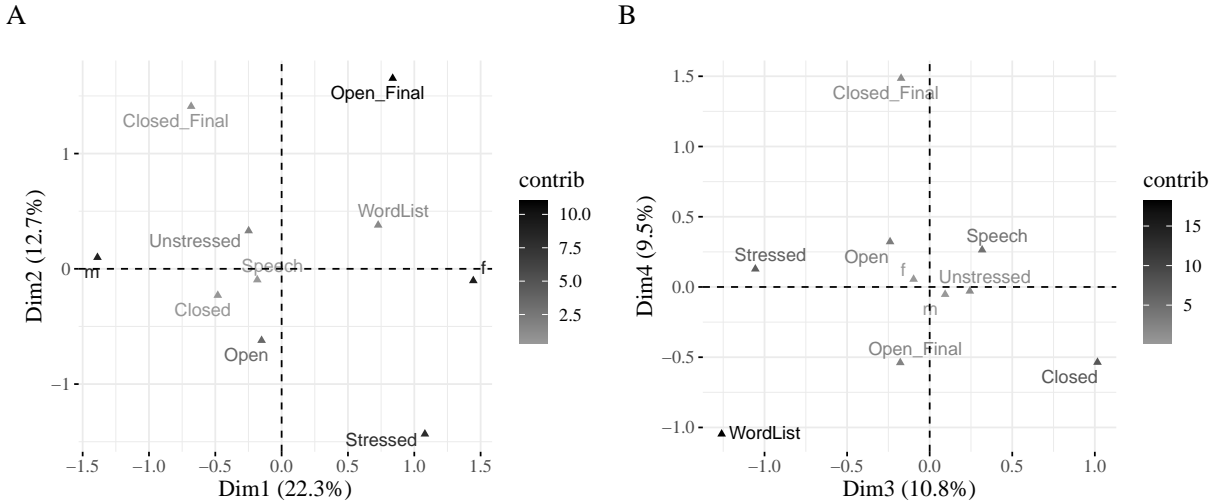 A
Open_Final
Closed_Final
1
WordList
Unstressed
Speech
f
0
m
Closed
Open
−1
Stressed
−1.5 −1.0 −0.5 0.0 0.5 1.0 1.5
Dim1 (22.3%)
Dim2 (12.7%)
contrib
10.0
7.5
5.0
2.5
B
1.5
Closed_Final
1.0
0.5
Speech
Stressed
Open
f
Unstressed
0.0
m
Open_Final
−0.5
Closed
−1.0
WordList
−1.0 −0.5 0.0 0.5 1.0
Dim3 (10.8%)
Dim4 (9.5%)
contrib
15
10
5